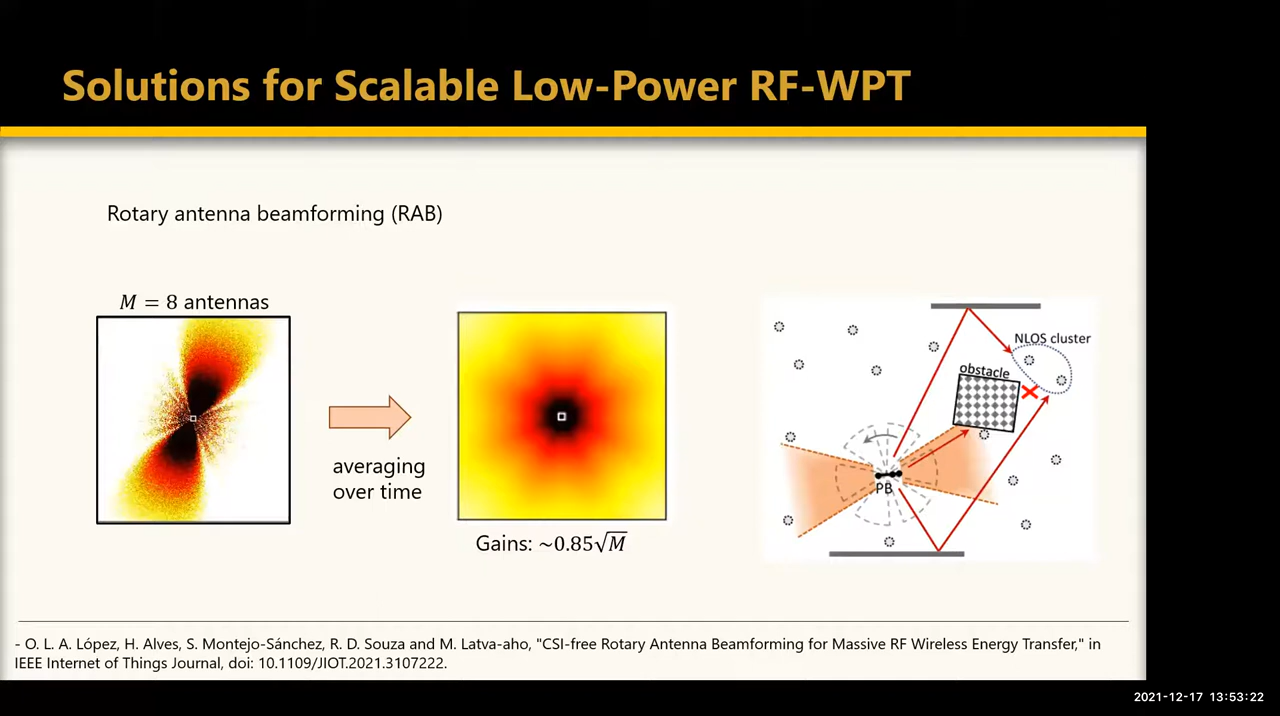 Solutions for Scalable Low-Power RF-WPT
Rotary antenna beamforming (RAB)
M = 8 antennas
averaging
over time
Gains: ~0.85√M
NLOS cluster
obstacle
PB
- O. L. A. López, H. Alves, S. Montejo-Sánchez, R. D. Souza and M. Latva-aho, "CSI-free Rotary Antenna Beamforming for Massive RF Wireless Energy Transfer," in
IEEE Internet of Things Journal, doi: 10.1109/JIOT.2021.3107222.
2021-12-17 13:53:22